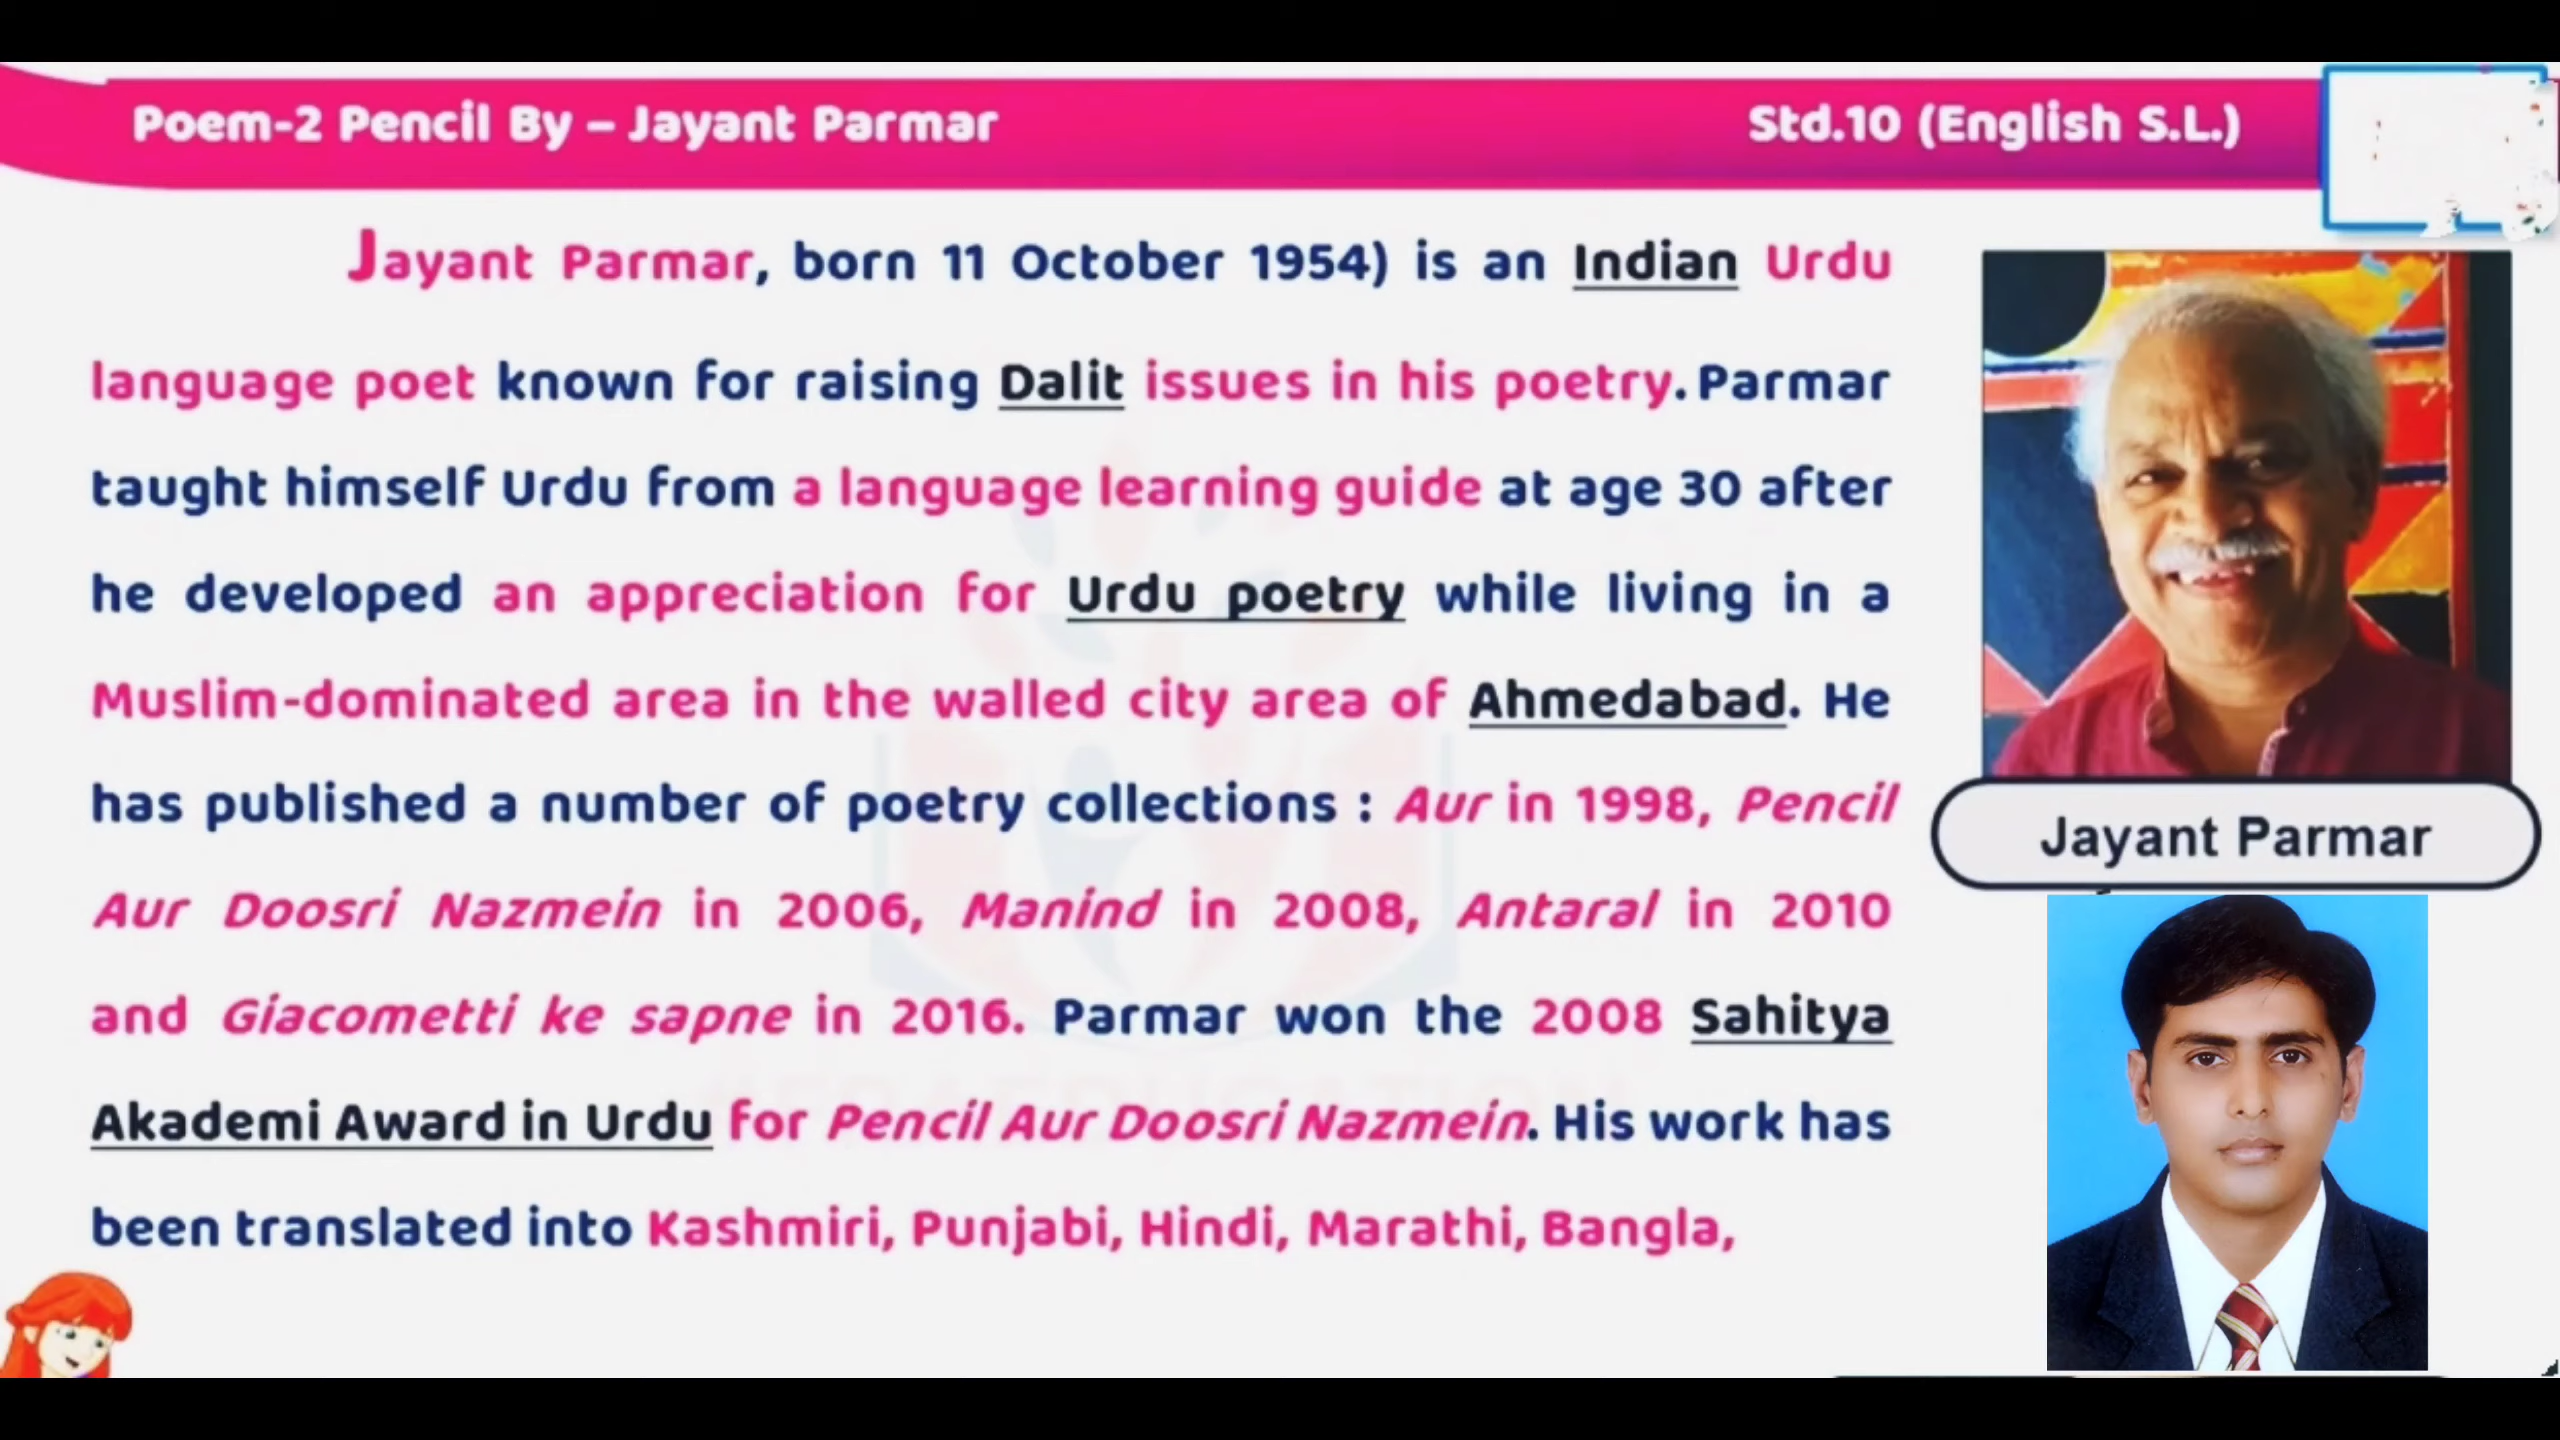 Poem-2 Pencil By – Jayant Parmar
Std.10 (English S.L.)
Jayant Parmar, born 11 October 1954) is an Indian Urdu
language poet known for raising Dalit issues in his poetry. Parmar
taught himself Urdu from a language learning guide at age 30 after
he developed an appreciation for Urdu poetry while living in a
Muslim-dominated area in the walled city area of Ahmedabad. He
has published a number of poetry collections : Aur in 1998, Pencil
Aur Doosri Nazmein in 2006, Manind in 2008, Antaral in 2010
and Giacometti ke sapne in 2016. Parmar won the 2008 Sahitya
Akademi Award in Urdu for Pencil Aur Doosri Nazmein. His work has
been translated into Kashmiri, Punjabi, Hindi, Marathi, Bangla,
Jayant Parmar